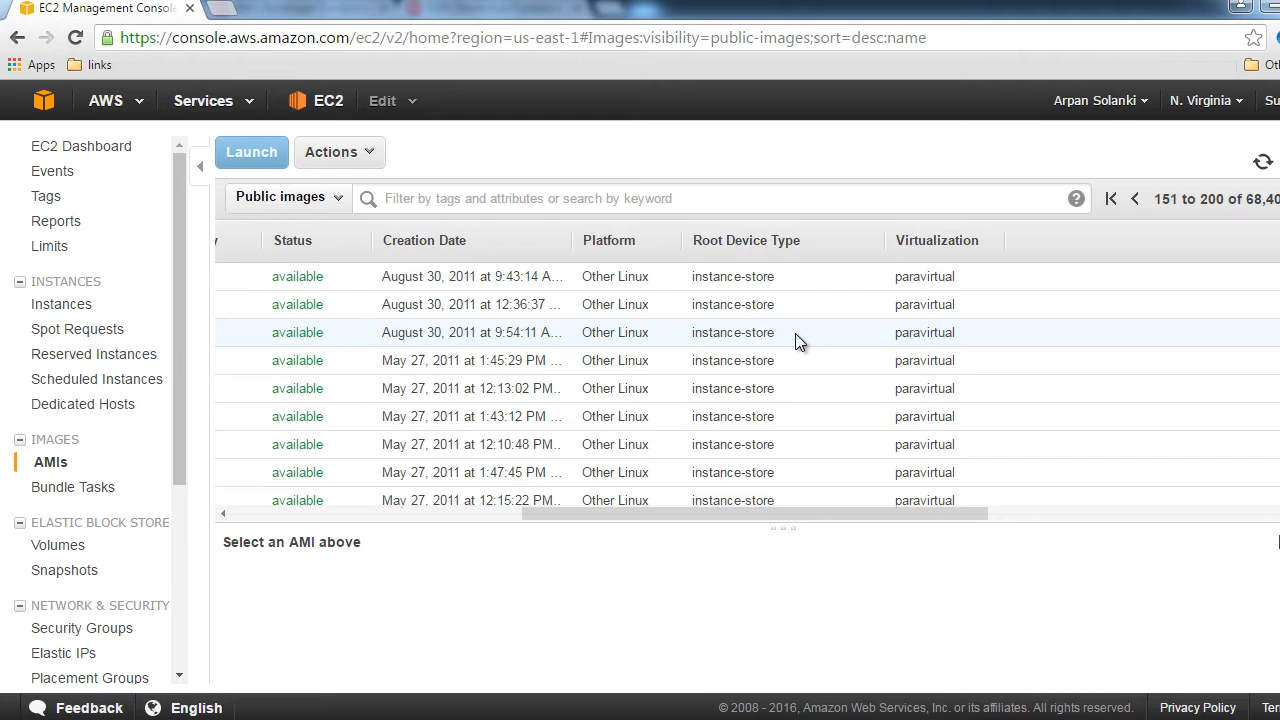 EC2 Management Consol
https://console.aws.amazon.com/ec2/v2/home?region=us-east-1#Images:visibility=public-images;sort=desc:name
Apps links Ot
AWS Services EC2 Edit Arpan Solanki N. Virginia Su
EC2 Dashboard
Events
Tags
Reports
Limits
INSTANCES
Instances
Spot Requests
Reserved Instances
Scheduled Instances
Dedicated Hosts
IMAGES
AMIs
Bundle Tasks
ELASTIC BLOCK STORE
Volumes
Snapshots
NETWORK & SECURITY
Security Groups
Elastic IPs
Placement Groups
Launch Actions
Public images Filter by tags and attributes or search by keyword 151 to 200 of 68,40
y Status Creation Date Platform Root Device Type Virtualization
available August 30, 2011 at 9:43:14 A... Other Linux instance-store paravirtual
available August 30, 2011 at 12:36:37 ... Other Linux instance-store paravirtual
available August 30, 2011 at 9:54:11 A... Other Linux instance-store paravirtual
available May 27, 2011 at 1:45:29 PM ... Other Linux instance-store paravirtual
available May 27, 2011 at 12:13:02 PM.. Other Linux instance-store paravirtual
available May 27, 2011 at 1:43:12 PM ... Other Linux instance-store paravirtual
available May 27, 2011 at 12:10:48 PM.. Other Linux instance-store paravirtual
available May 27, 2011 at 1:47:45 PM ... Other Linux instance-store paravirtual
available May 27, 2011 at 12:15:22 PM.. Other Linux instance-store paravirtual
Select an AMI above
Feedback English © 2008 - 2016, Amazon Web Services, Inc. or its affiliates. All rights reserved. Privacy Policy Ter